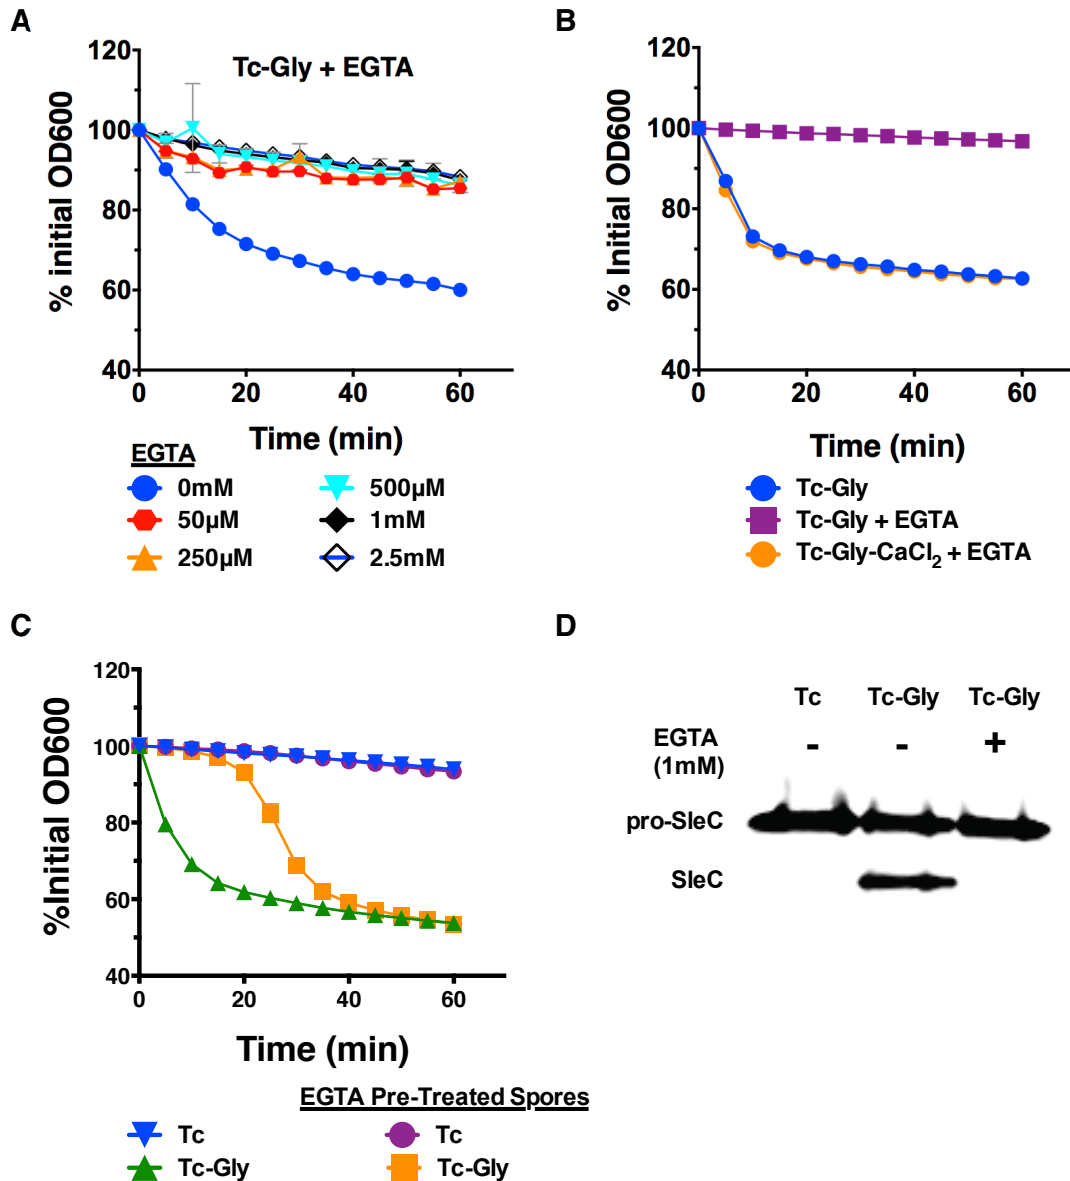 A
Tc-Gly + EGTA
% initial OD600
120
100
80
60
40
0 20 40 60
Time (min)
EGTA
0mM 500µM
50µM 1mM
250µM 2.5mM
B
% Initial OD600
120
100
80
60
40
0 20 40 60
Time (min)
Tc-Gly
Tc-Gly + EGTA
Tc-Gly-CaCl2 + EGTA
C
%Initial OD600
120
100
80
60
40
0 20 40 60
Time (min)
EGTA Pre-Treated Spores
Tc Tc
Tc-Gly Tc-Gly
D
Tc Tc-Gly Tc-Gly
EGTA - - +
(1mM)
pro-SleC
SleC